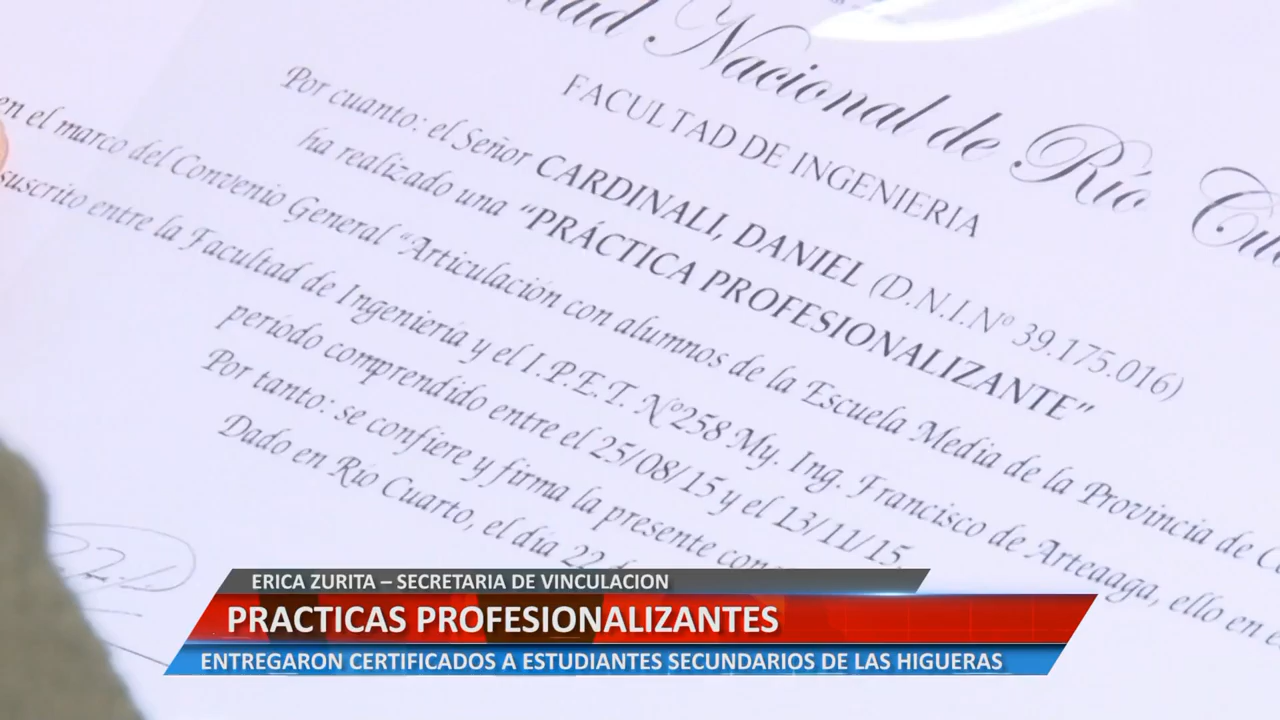 Nacional de Río
FACULTAD DE INGENIERIA
Por cuanto: el Señor CARDINALI, DANIEL (D.N.I.Nº 39.175.016)
ha realizado una “PRÁCTICA PROFESIONALIZANTE”
en el marco del Convenio General “Articulación con alumnos de la Escuela Media de la Provincia de
suscrito entre la Facultad de Ingeniería y el I.P.E.T. Nº258 My. Ing. Francisco de Arteaga, ello en
período comprendido entre el 25/08/15 y el 13/11/15.
Por tanto: se confiere y firma la presente
Dado en Río Cuarto, el día 22
ERICA ZURITA – SECRETARIA DE VINCULACION
PRACTICAS PROFESIONALIZANTES
ENTREGARON CERTIFICADOS A ESTUDIANTES SECUNDARIOS DE LAS HIGUERAS